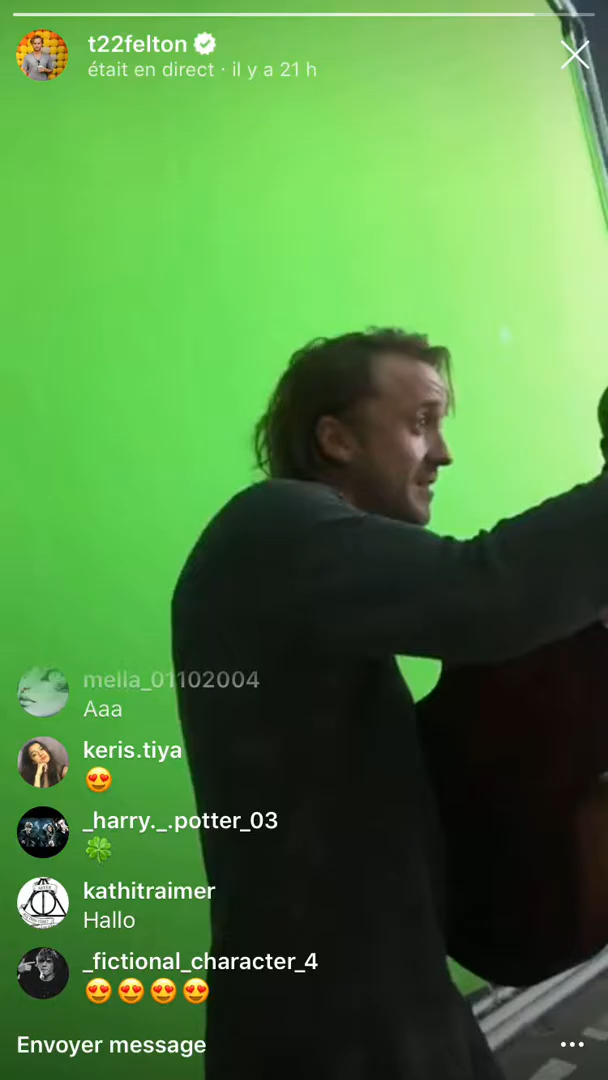 t22felton
était en direct · il y a 21 h
mella_01102004
Aaa
keris.tiya
😍
_harry._.potter_03
🍀
kathitraimer
Hallo
_fictional_character_4
😍😍😍😍
Envoyer message